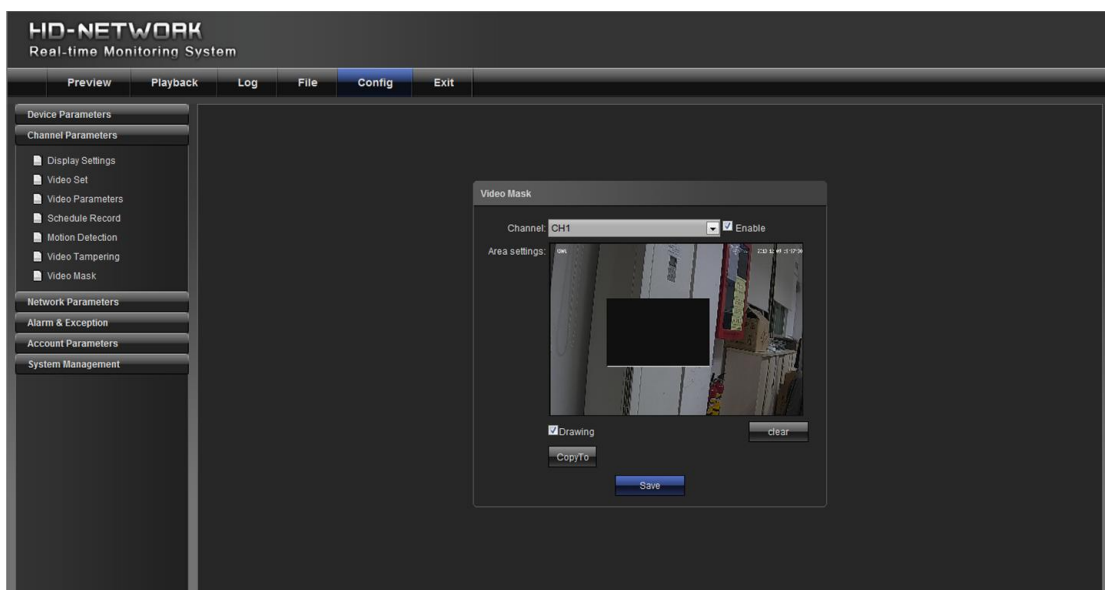 HD-NETWORK
Real-time Monitoring System
Preview Playback Log File Config Exit
Device Parameters
Channel Parameters
Display Settings
Video Set
Video Parameters
Schedule Record
Motion Detection
Video Tampering
Video Mask
Network Parameters
Alarm & Exception
Account Parameters
System Management
Video Mask
Channel: CH1 Enable
Area settings:
Drawing clear
CopyTo
Save